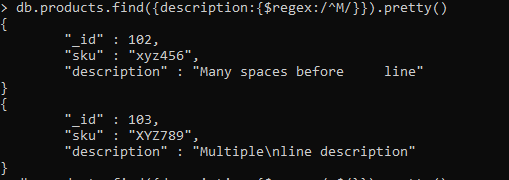 > db.products.find({description:{$regex:/^M/}}).pretty()
{
        "_id" : 102,
        "sku" : "xyz456",
        "description" : "Many spaces before     line"
}
{
        "_id" : 103,
        "sku" : "XYZ789",
        "description" : "Multiple\nline description"
}